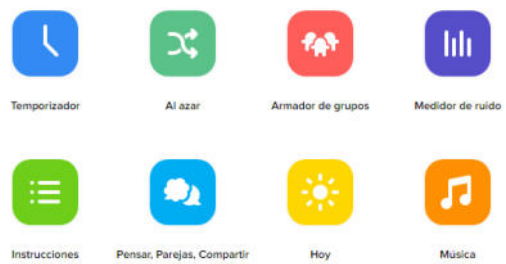 Temporizador
Al azar
Armador de grupos
Medidor de ruido
Instrucciones
Pensar, Parejas, Compartir
Hoy
Música